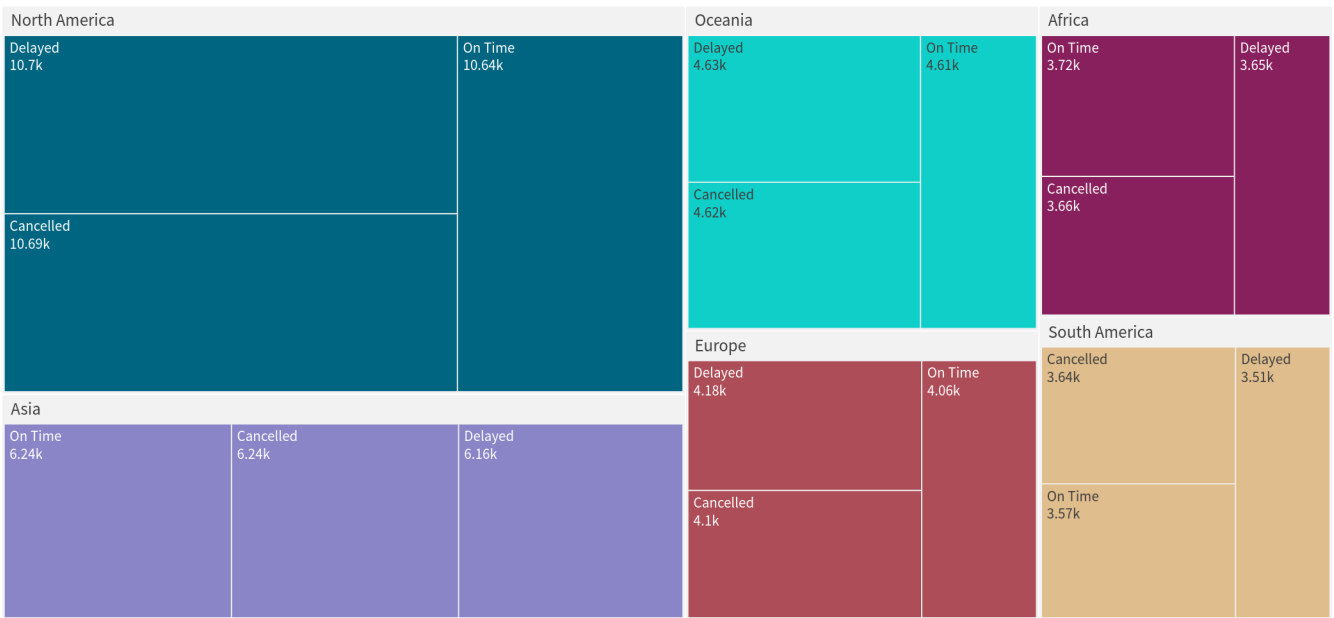 North America
Delayed
10.7k
On Time
10.64k
Cancelled
10.69k
Asia
On Time
6.24k
Cancelled
6.24k
Delayed
6.16k
Oceania
Delayed
4.63k
On Time
4.61k
Cancelled
4.62k
Europe
Delayed
4.18k
On Time
4.06k
Cancelled
4.1k
Africa
On Time
3.72k
Delayed
3.65k
Cancelled
3.66k
South America
Cancelled
3.64k
Delayed
3.51k
On Time
3.57k